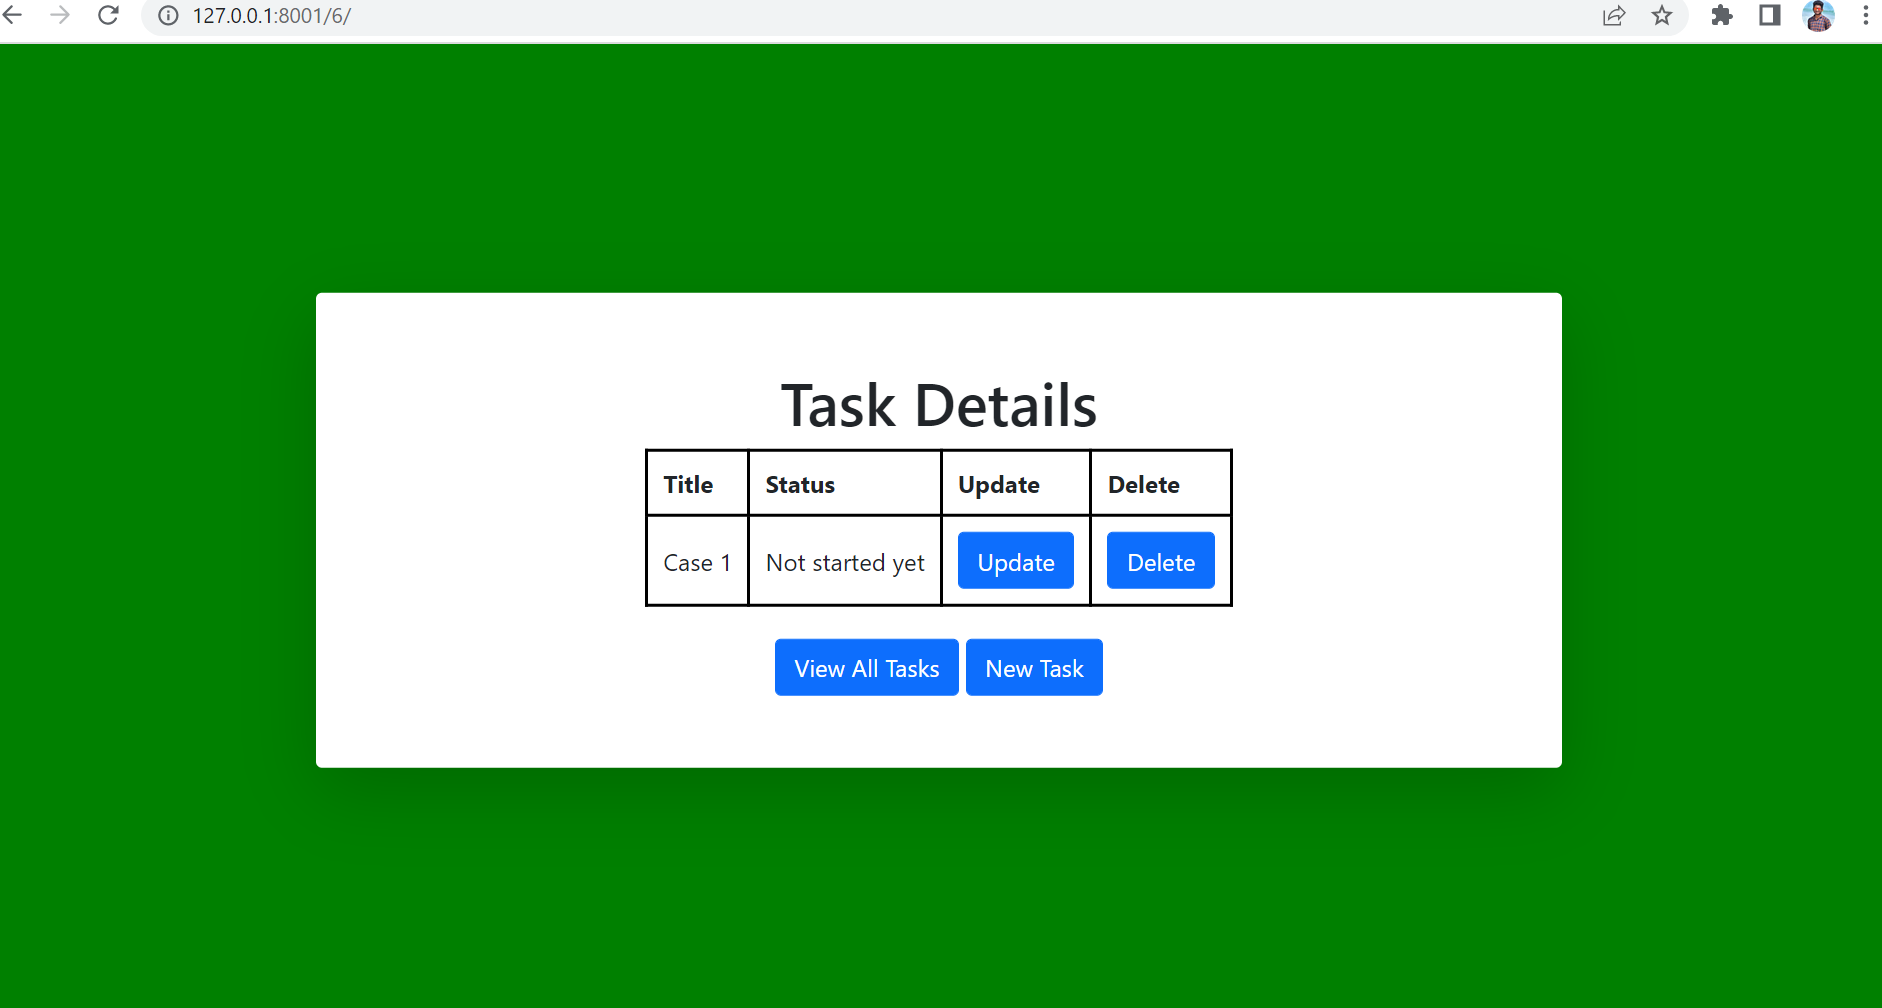 127.0.0.1:8001/6/
Task Details
Title Status Update Delete
Case 1 Not started yet Update Delete
View All Tasks New Task